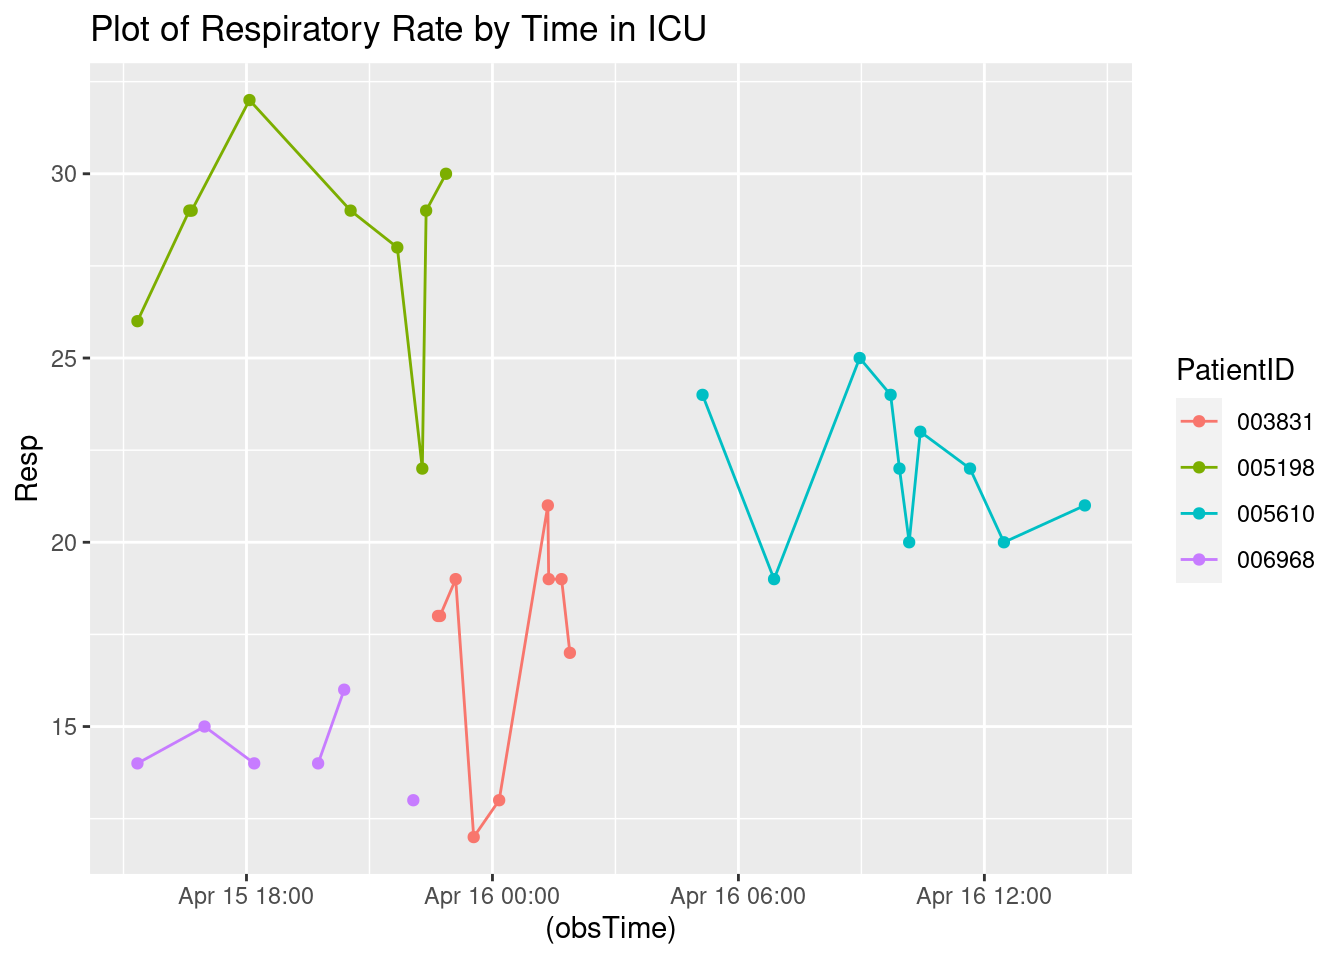 Plot of Respiratory Rate by Time in ICU
30
25
20
15
Resp
Apr 15 18:00
Apr 16 00:00
Apr 16 06:00
Apr 16 12:00
(obsTime)
PatientID
003831
005198
005610
006968